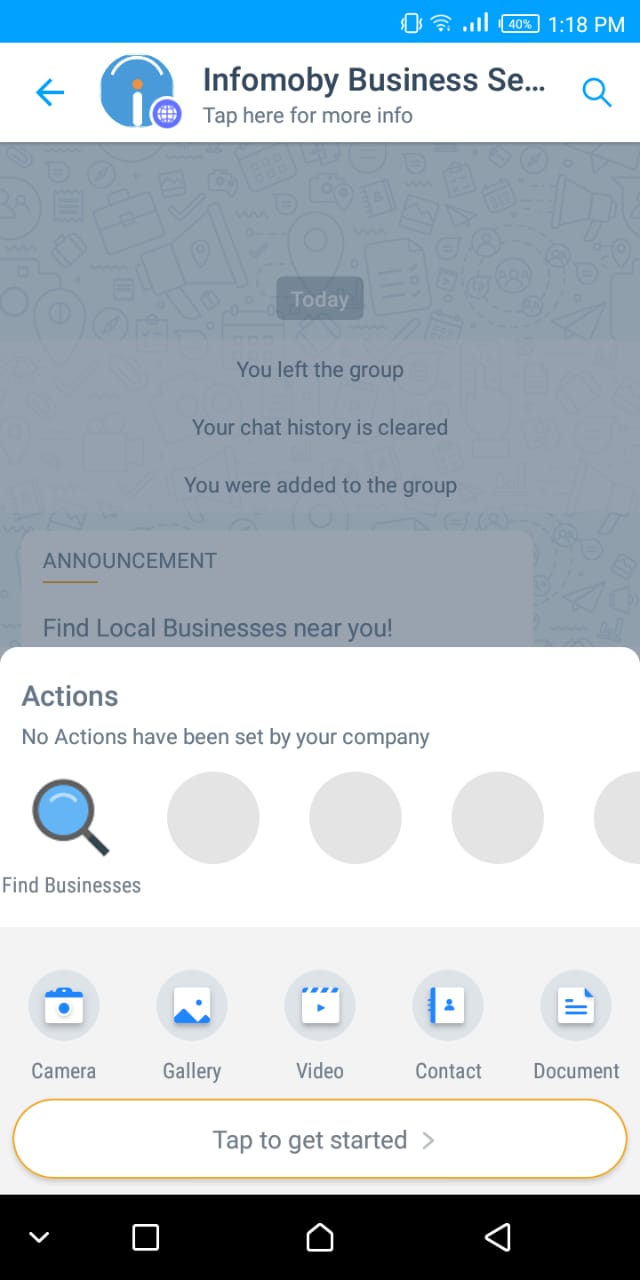 40%
1:18 PM
Infomoby Business Se...
Tap here for more info
Today
You left the group
Your chat history is cleared
You were added to the group
ANNOUNCEMENT
Find Local Businesses near you!
Actions
No Actions have been set by your company
Find Businesses
Camera Gallery Video Contact Document
Tap to get started